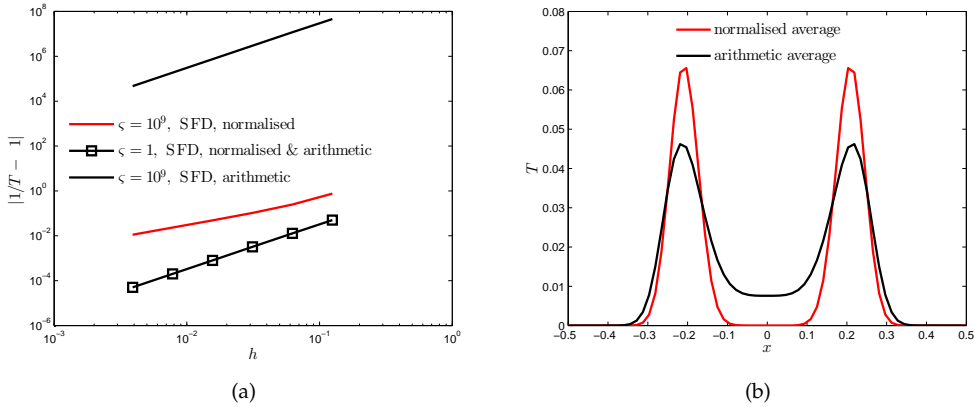 10^8
10^6
10^4
10^2
10^0
10^−2
10^−4
10^−6
|1/T − 1|
ς = 10^9, SFD, normalised
ς = 1, SFD, normalised & arithmetic
ς = 10^9, SFD, arithmetic
10^−3 10^−2 10^−1 10^0
h
(a)
0.08
0.07
0.06
0.05
0.04
0.03
0.02
0.01
0
T
normalised average
arithmetic average
−0.5 −0.4 −0.3 −0.2 −0.1 0 0.1 0.2 0.3 0.4 0.5
x
(b)